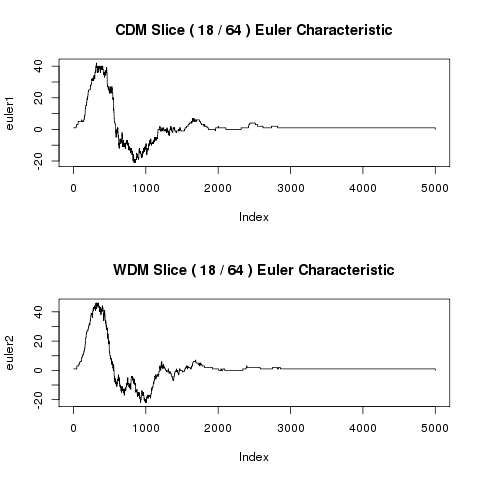 CDM Slice ( 18 / 64 ) Euler Characteristic
euler1
40
20
0
-20
0 1000 2000 3000 4000 5000
Index
WDM Slice ( 18 / 64 ) Euler Characteristic
euler2
40
20
0
-20
0 1000 2000 3000 4000 5000
Index